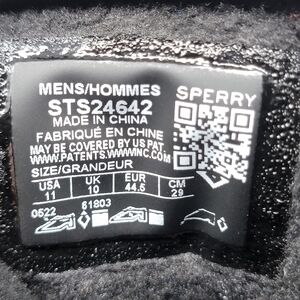 MENS/HOMMES
STS24642
MADE IN CHINA
FABRIQUÉ EN CHINE
MAY BE COVERED BY US PAT.
WWW.PATENTS.WWWINC.COM
SIZE/GRANDEUR
USA UK EUR CM
11 10 44.5 29
0522 61803
SPERRY